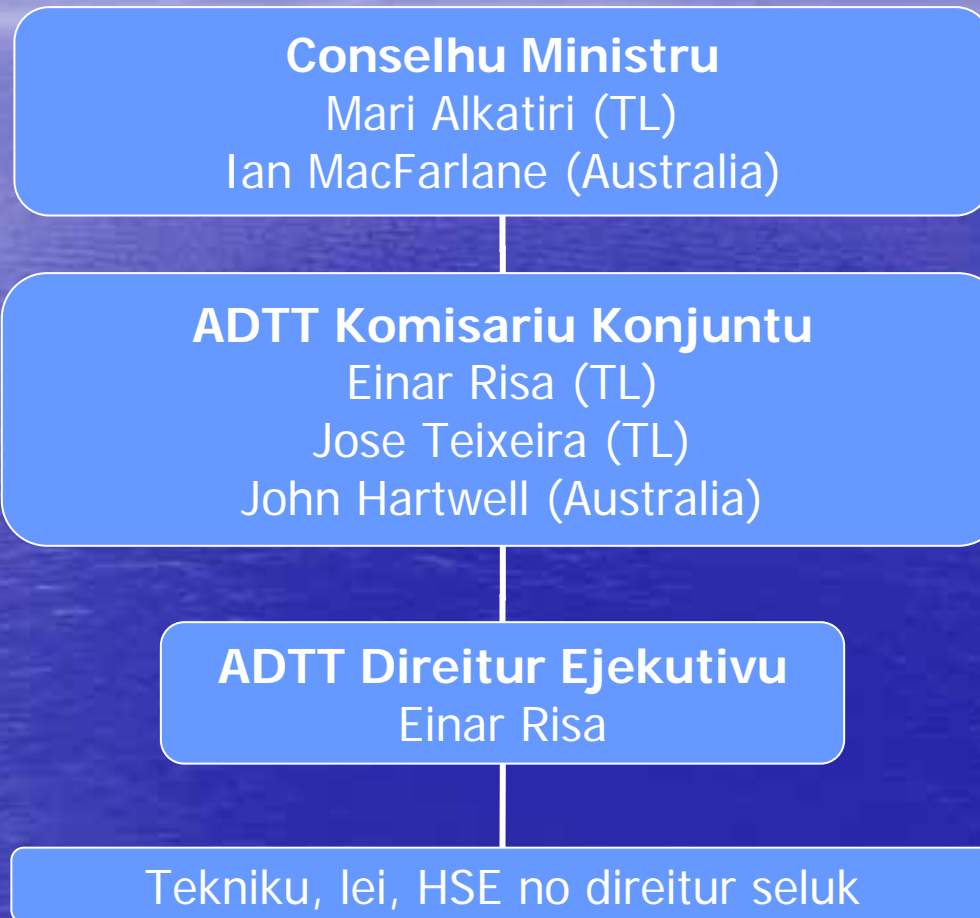 Conselhu Ministru
Mari Alkatiri (TL)
Ian MacFarlane (Australia)
ADTT Komisariu Konjuntu
Einar Risa (TL)
Jose Teixeira (TL)
John Hartwell (Australia)
ADTT Direitur Ejekutivu
Einar Risa
Tekniku, lei, HSE no direitur seluk